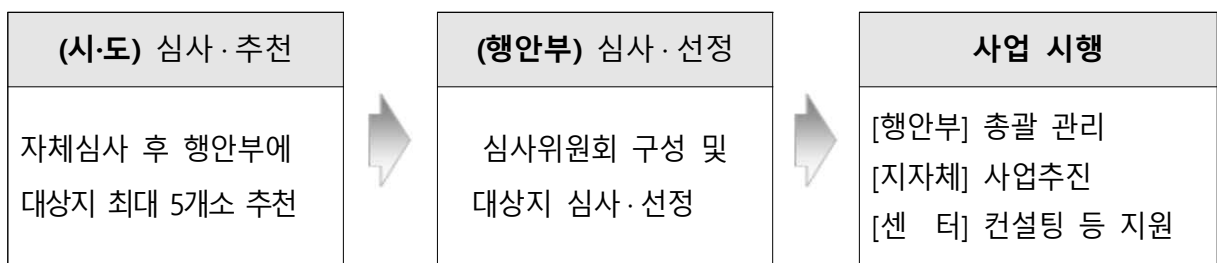 (시·도) 심사·추천
자체심사 후 행안부에
대상지 최대 5개소 추천
(행안부) 심사·선정
심사위원회 구성 및
대상지 심사·선정
사업 시행
[행안부] 총괄 관리
[지자체] 사업추진
[센 터] 컨설팅 등 지원